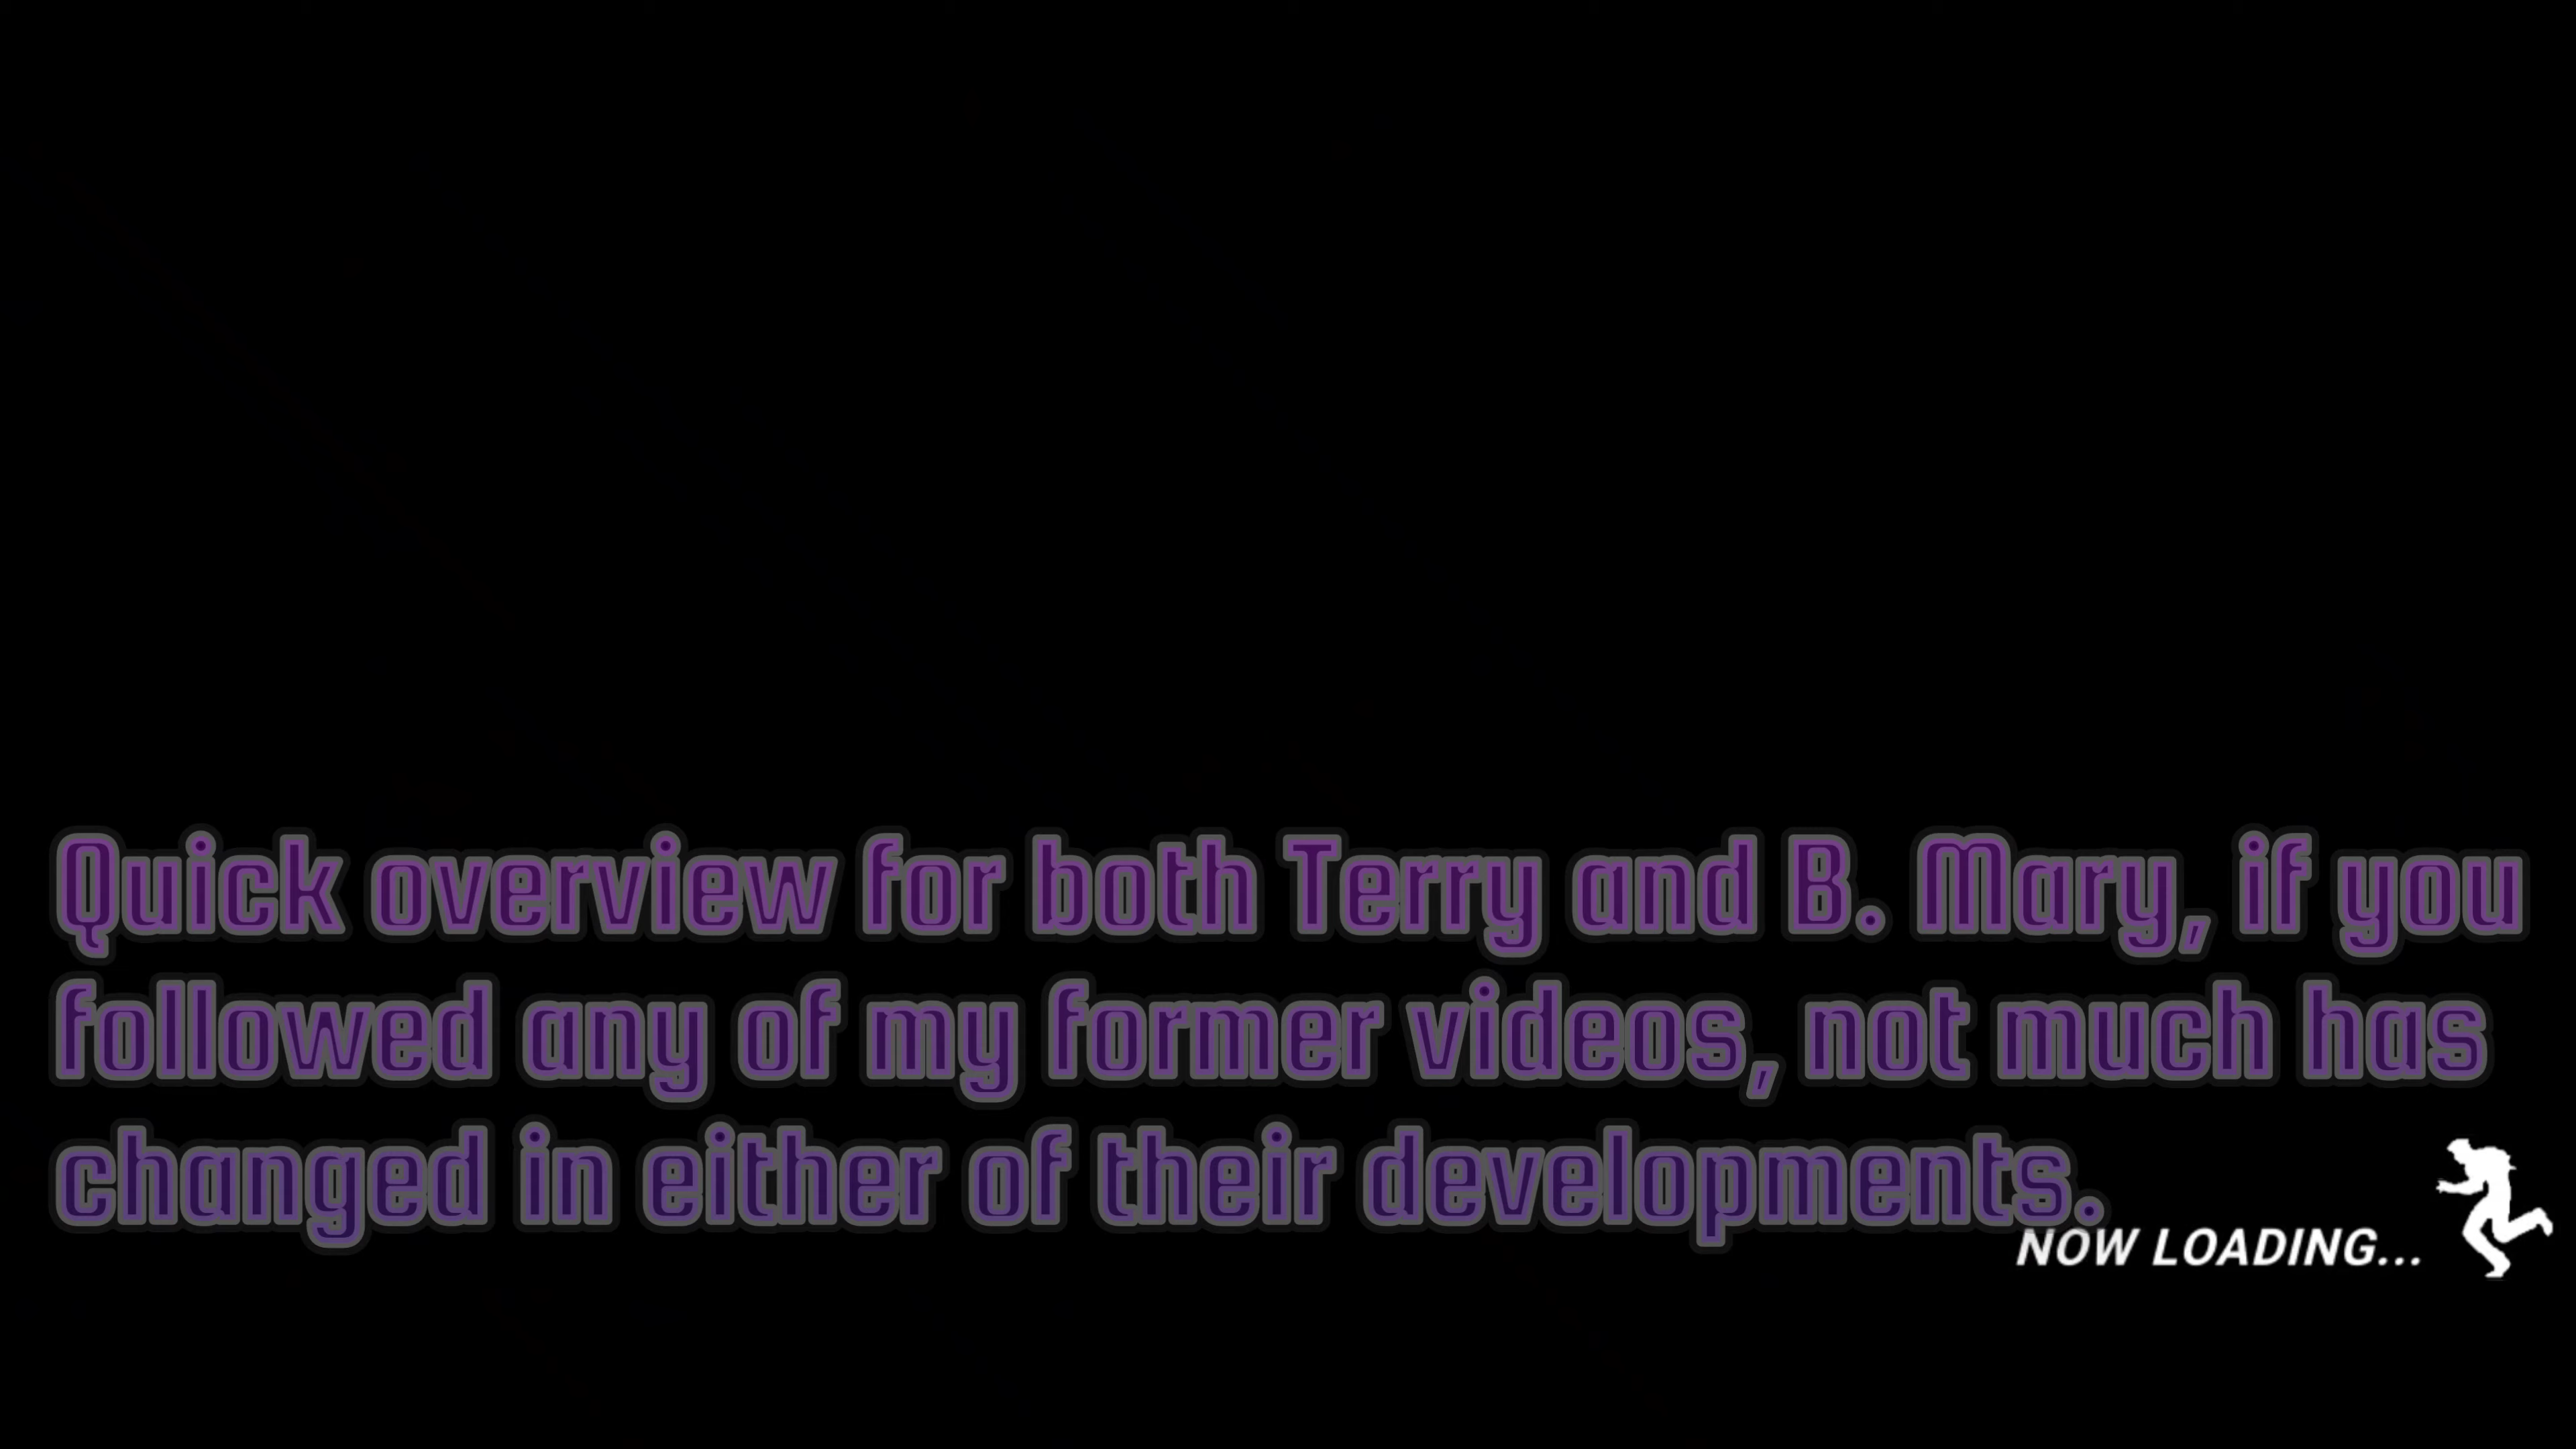 Quick overview for both Terry and B. Mary, if you
followed any of my former videos, not much has
changed in either of their developments.
NOW LOADING...